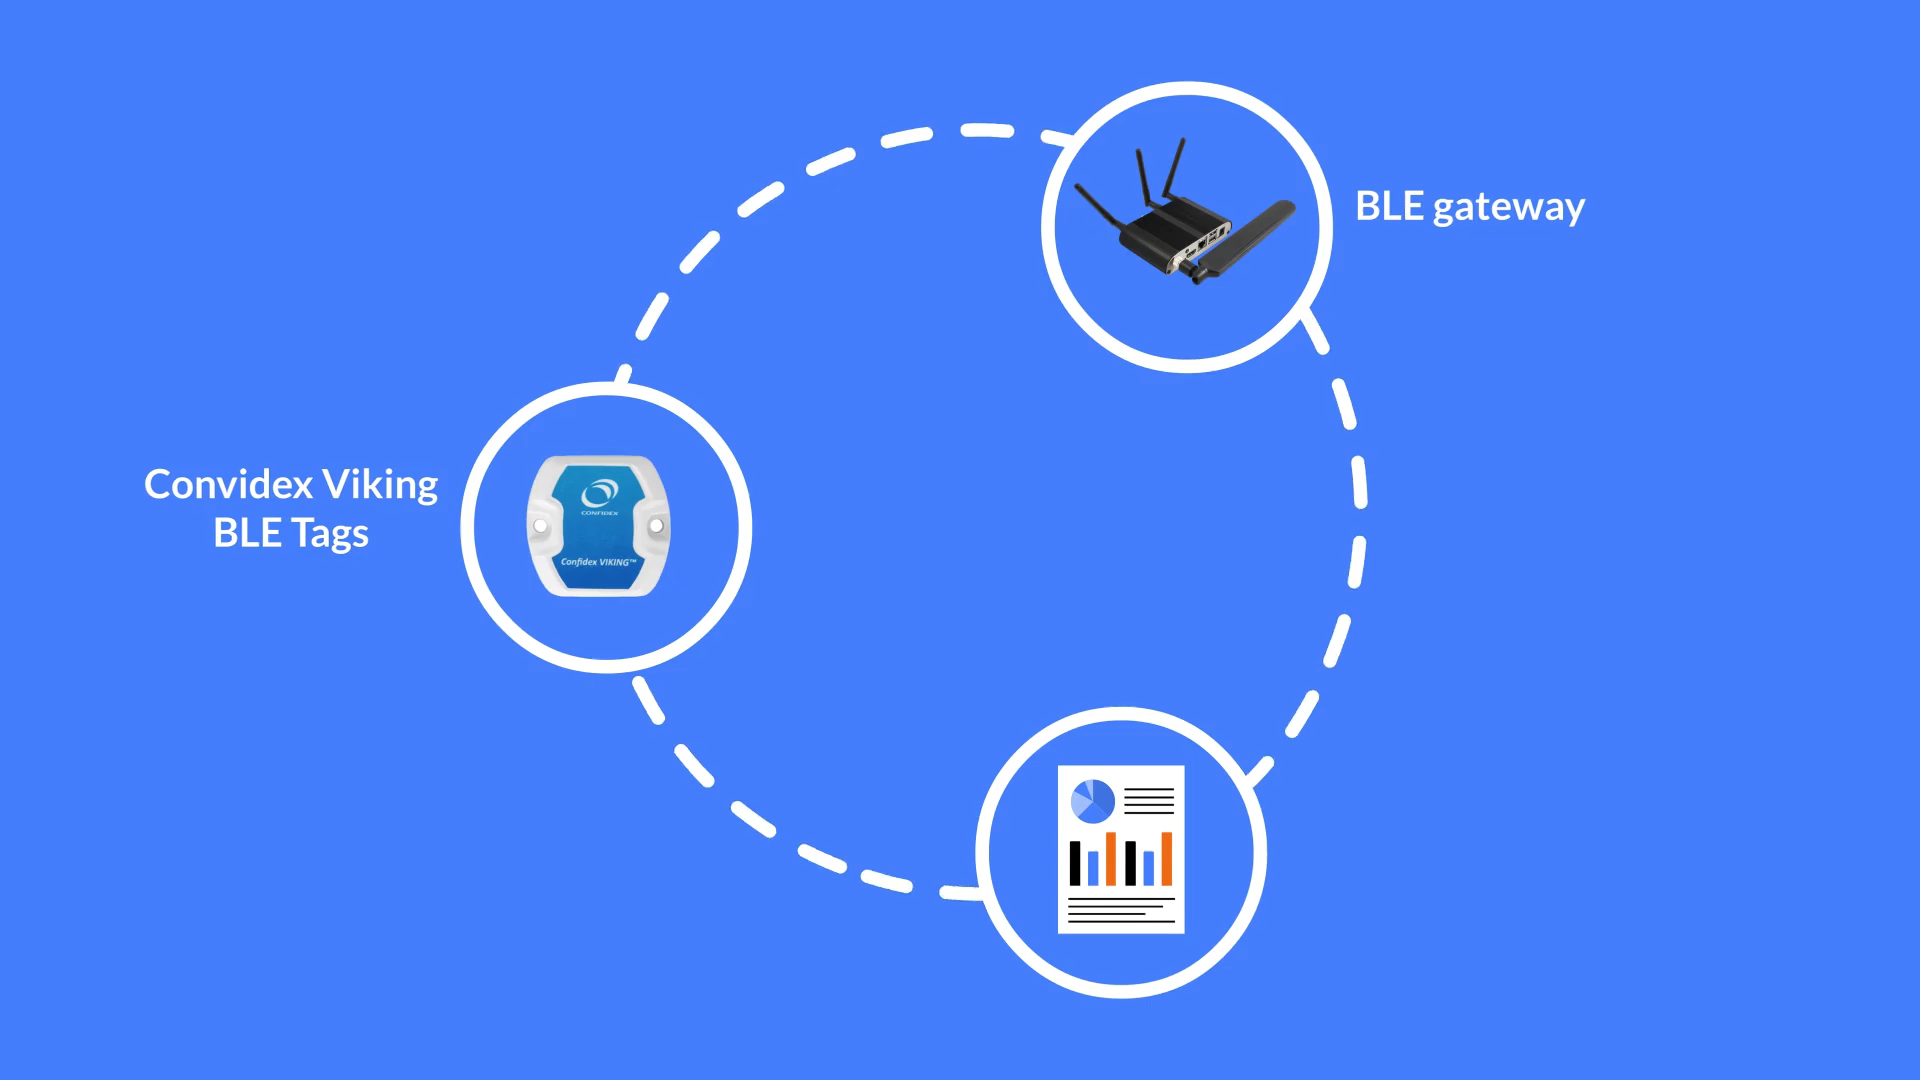 BLE gateway
Convidex Viking
BLE Tags
CONFIDEX
Confidex VIKING™